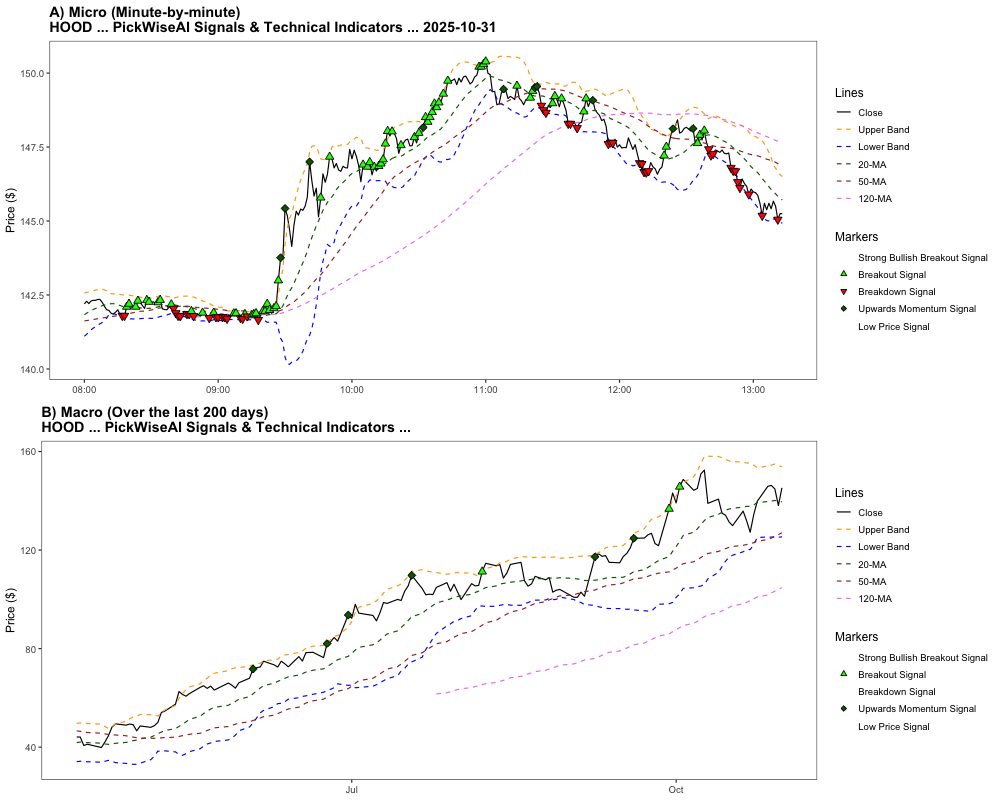 A) Micro (Minute-by-minute)
HOOD ... PickWiseAI Signals & Technical Indicators ... 2025-10-31
Price ($)
150.0
147.5
145.0
142.5
140.0
08:00
09:00
10:00
11:00
12:00
13:00
Lines
Close
Upper Band
Lower Band
20-MA
50-MA
120-MA
Markers
Strong Bullish Breakout Signal
Breakout Signal
Breakdown Signal
Upwards Momentum Signal
Low Price Signal
B) Macro (Over the last 200 days)
HOOD ... PickWiseAI Signals & Technical Indicators ...
Price ($)
160
120
80
40
Jul
Oct
Lines
Close
Upper Band
Lower Band
20-MA
50-MA
120-MA
Markers
Strong Bullish Breakout Signal
Breakout Signal
Breakdown Signal
Upwards Momentum Signal
Low Price Signal